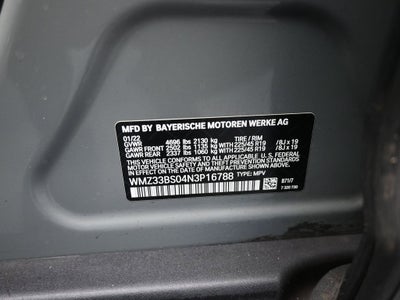 MFD BY BAYERISCHE MOTOREN WERKE AG
01/22
GVWR 4696 lbs 2130 kg TIRE / RIM
GAWR FRONT 2502 lbs 1135 kg WITH 225/45 R19 / 8J x 19
GAWR REAR 2337 lbs 1060 kg WITH 225/45 R19 / 8J x 19
THIS VEHICLE CONFORMS TO ALL APPLICABLE U.S. FEDERAL
MOTOR VEHICLE SAFETY AND THEFT PREVENTION STANDARDS
IN EFFECT ON THE DATE OF MANUFACTURE SHOWN ABOVE.
WMZ33BS04N3P16788 TYPE: MPV
871/7